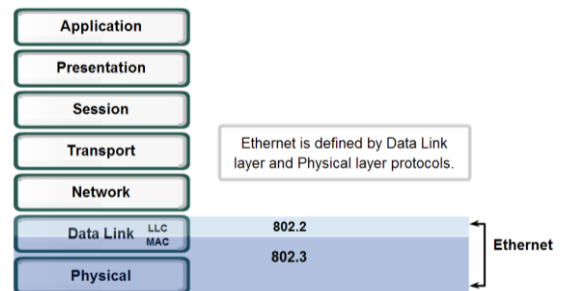 Application
Presentation
Session
Transport
Ethernet is defined by Data Link
layer and Physical layer protocols.
Network
Data Link LLC
MAC
802.2
802.3
Ethernet
Physical